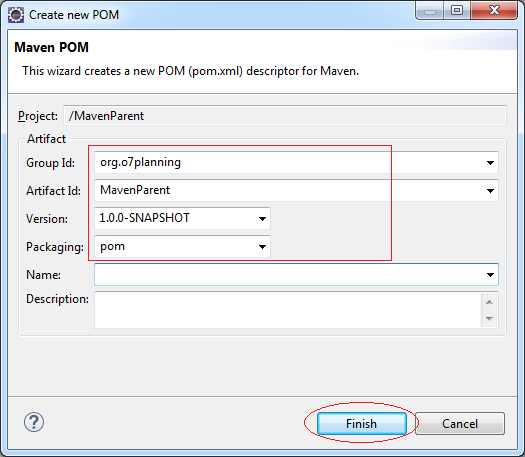 Create new POM
Maven POM
This wizard creates a new POM (pom.xml) descriptor for Maven.
Project: /MavenParent
Artifact
Group Id: org.o7planning
Artifact Id: MavenParent
Version: 1.0.0-SNAPSHOT
Packaging: pom
Name:
Description:
? Finish Cancel